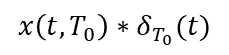 x(t, T₀) * δ_{T₀}(t)